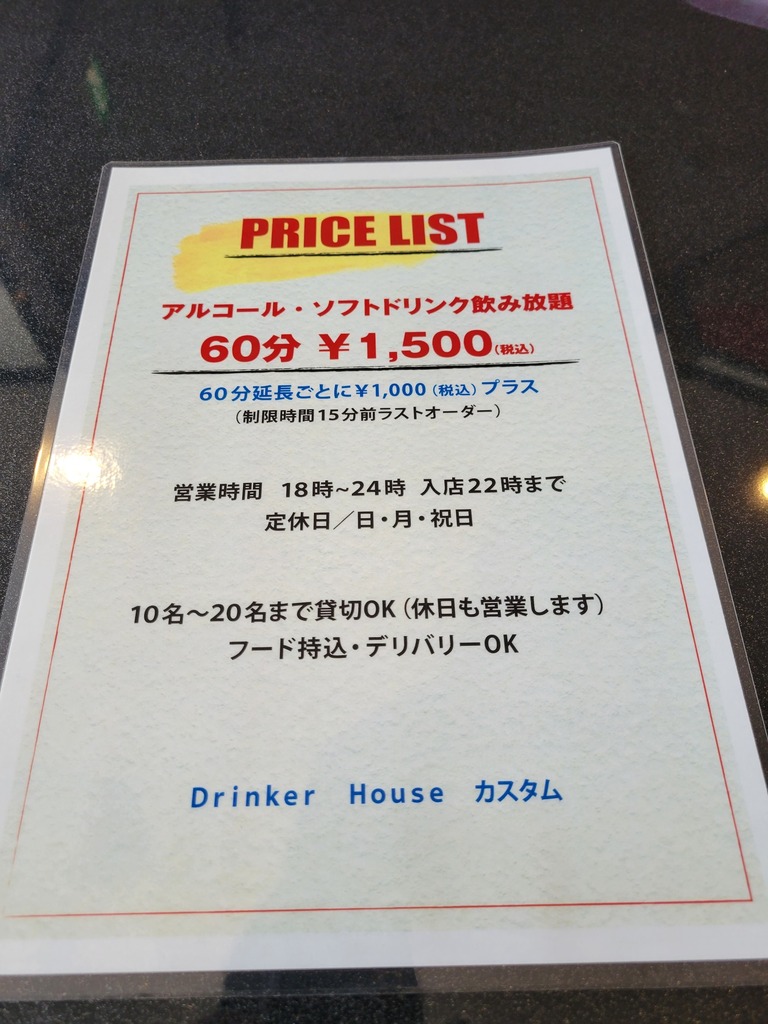 PRICE LIST
アルコール・ソフトドリンク飲み放題
60分 ￥1,500(税込)
60分延長ごとに￥1,000（税込）プラス
（制限時間15分前ラストオーダー）
営業時間 18時~24時 入店22時まで
定休日／日・月・祝日
10名～20名まで貸切OK（休日も営業します）
フード持込・デリバリーOK
Drinker House カスタム